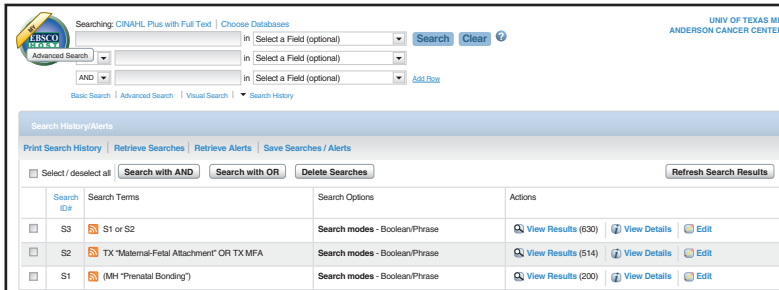 Searching: CINAHL Plus with Full Text | Choose Databases
UNIV OF TEXAS M
ANDERSON CANCER CENTE
MY
EBSCO
HOST
in Select a Field (optional) Search Clear ?
Advanced Search in Select a Field (optional)
AND in Select a Field (optional) Add Row
Basic Search | Advanced Search | Visual Search | Search History
Search History/Alerts
Print Search History | Retrieve Searches | Retrieve Alerts | Save Searches / Alerts
Select / deselect all Search with AND Search with OR Delete Searches Refresh Search Results
Search ID# Search Terms Search Options Actions
S3 S1 or S2 Search modes - Boolean/Phrase View Results (630) View Details Edit
S2 TX “Maternal-Fetal Attachment” OR TX MFA Search modes - Boolean/Phrase View Results (514) View Details Edit
S1 (MH “Prenatal Bonding”) Search modes - Boolean/Phrase View Results (200) View Details Edit